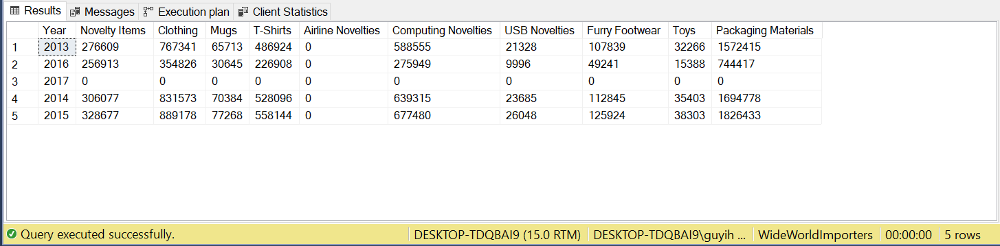 Results Messages Execution plan Client Statistics
Year Novelty Items Clothing Mugs T-Shirts Airline Novelties Computing Novelties USB Novelties Furry Footwear Toys Packaging Materials
1 2013 276609 767341 65713 486924 0 588555 21328 107839 32266 1572415
2 2016 256913 354826 30645 226908 0 275949 9996 49241 15388 744417
3 2017 0 0 0 0 0 0 0 0 0 0
4 2014 306077 831573 70384 528096 0 639315 23685 112845 35403 1694778
5 2015 328677 889178 77268 558144 0 677480 26048 125924 38303 1826433
Query executed successfully. DESKTOP-TDQBAI9 (15.0 RTM) DESKTOP-TDQBAI9\guyih ... WideWorldImporters 00:00:00 5 rows